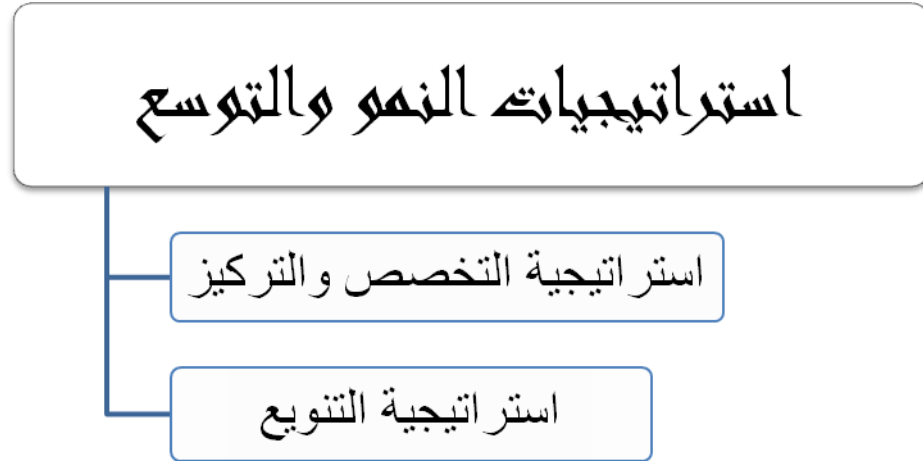 استراتيجيات النمو والتوسع
استراتيجية التخصص والتركيز
استراتيجية التنويع